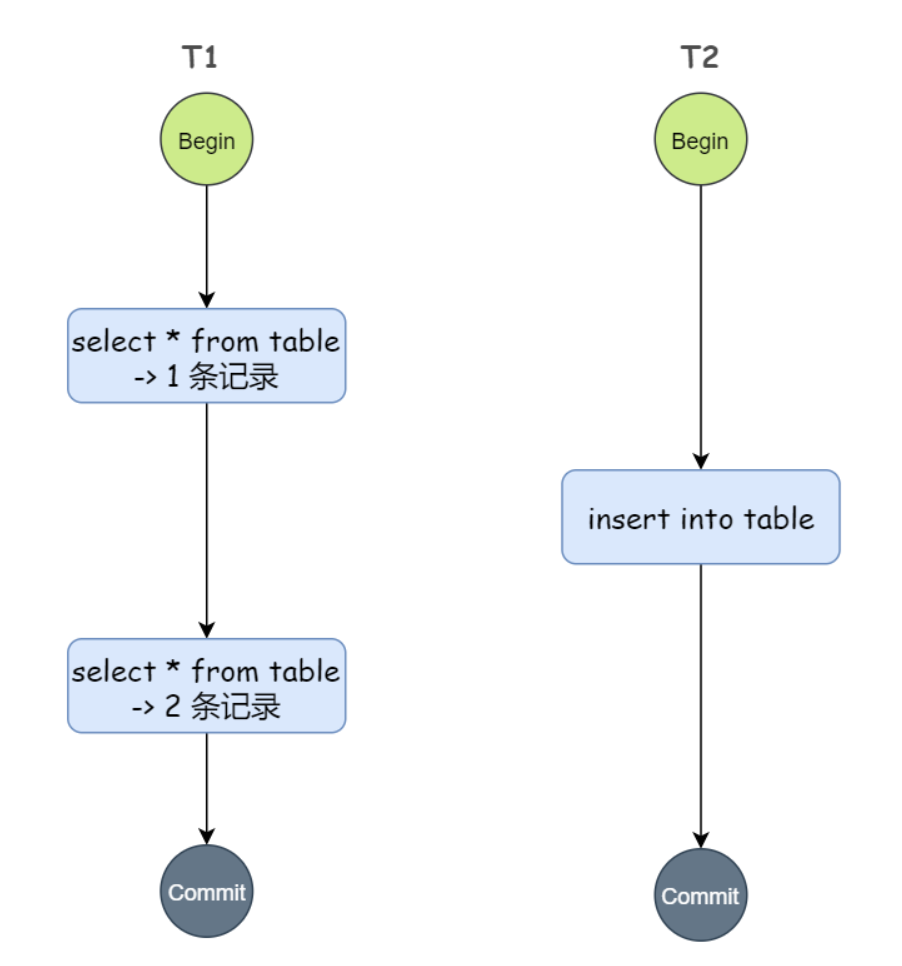 T1
T2
Begin
Begin
select * from table
-> 1 条记录
insert into table
select * from table
-> 2 条记录
Commit
Commit